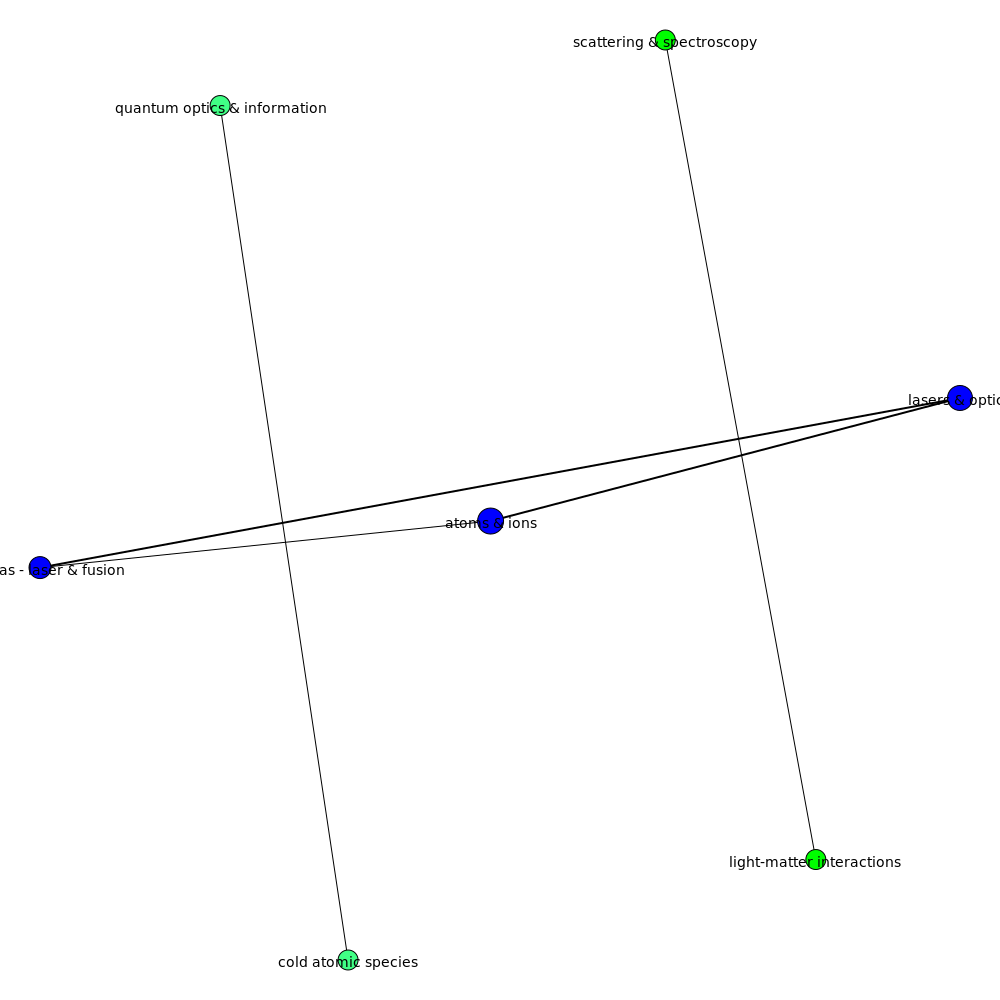 scattering & spectroscopy
quantum optics & information
lasers & optic
atoms & ions
as - laser & fusion
light-matter interactions
cold atomic species